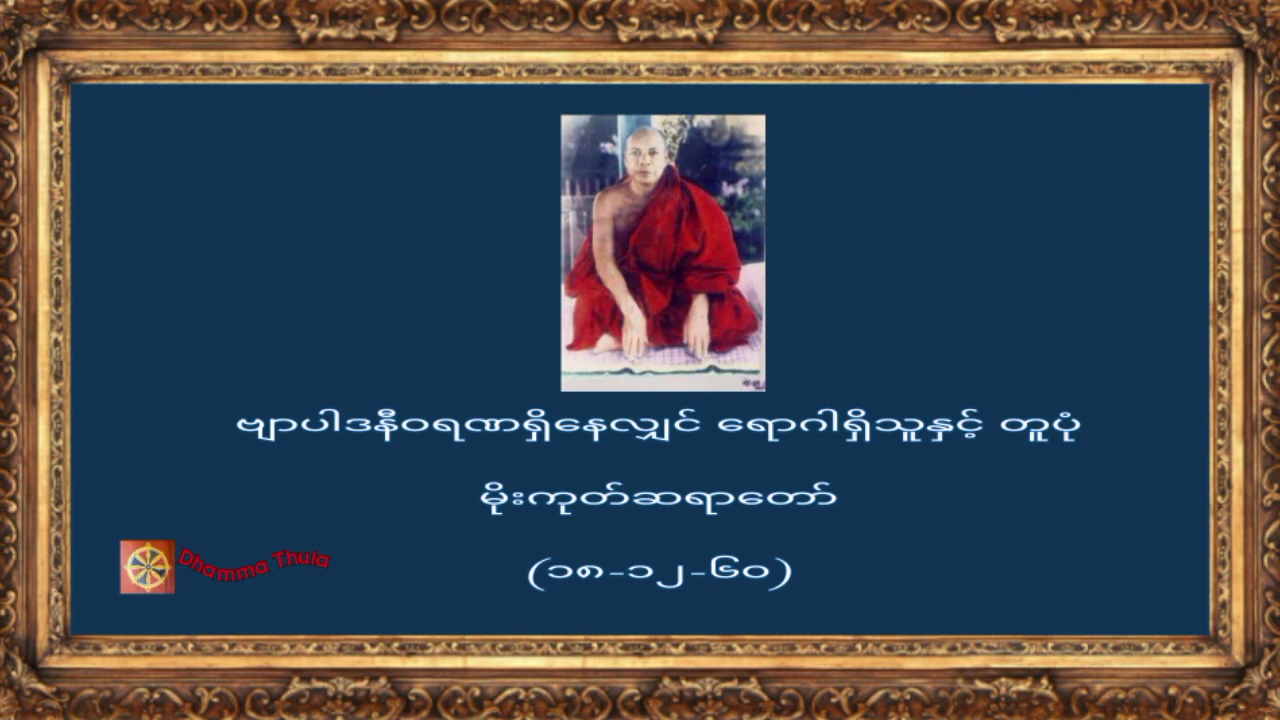 ဗျာပါဒနီဝရဏရှိနေလျှင် ရောဂါရှိသူနှင့် တူပုံ
မိုးကုတ်ဆရာတော်
(၁၈-၁၂-၆၀)
Dhamma Thuta